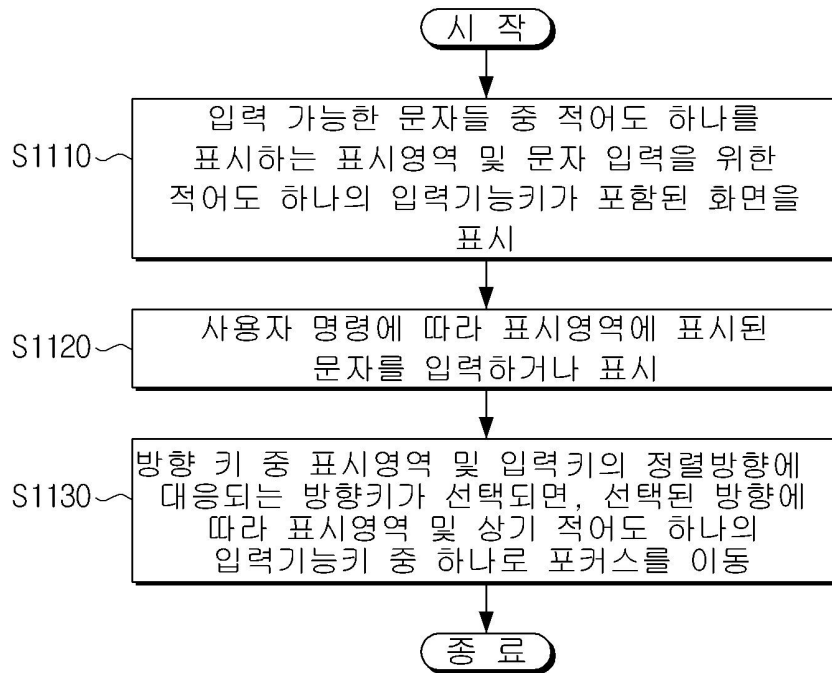 시 작
S1110
입력 가능한 문자들 중 적어도 하나를
표시하는 표시영역 및 문자 입력을 위한
적어도 하나의 입력기능키가 포함된 화면을
표시
S1120
사용자 명령에 따라 표시영역에 표시된
문자를 입력하거나 표시
S1130
방향 키 중 표시영역 및 입력키의 정렬방향에
대응되는 방향키가 선택되면, 선택된 방향에
따라 표시영역 및 상기 적어도 하나의
입력기능키 중 하나로 포커스를 이동
종 료